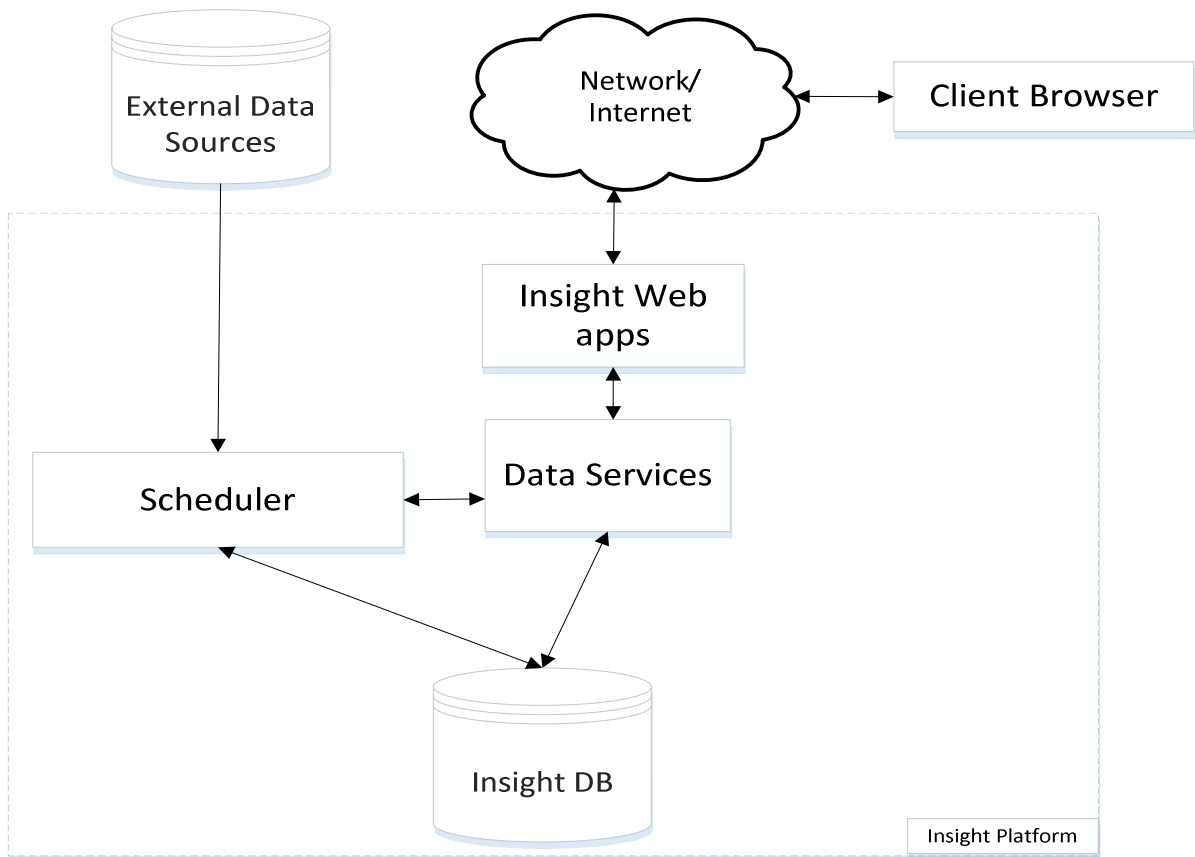 External Data
Sources
Network/
Internet
Client Browser
Insight Web
apps
Data Services
Scheduler
Insight DB
Insight Platform